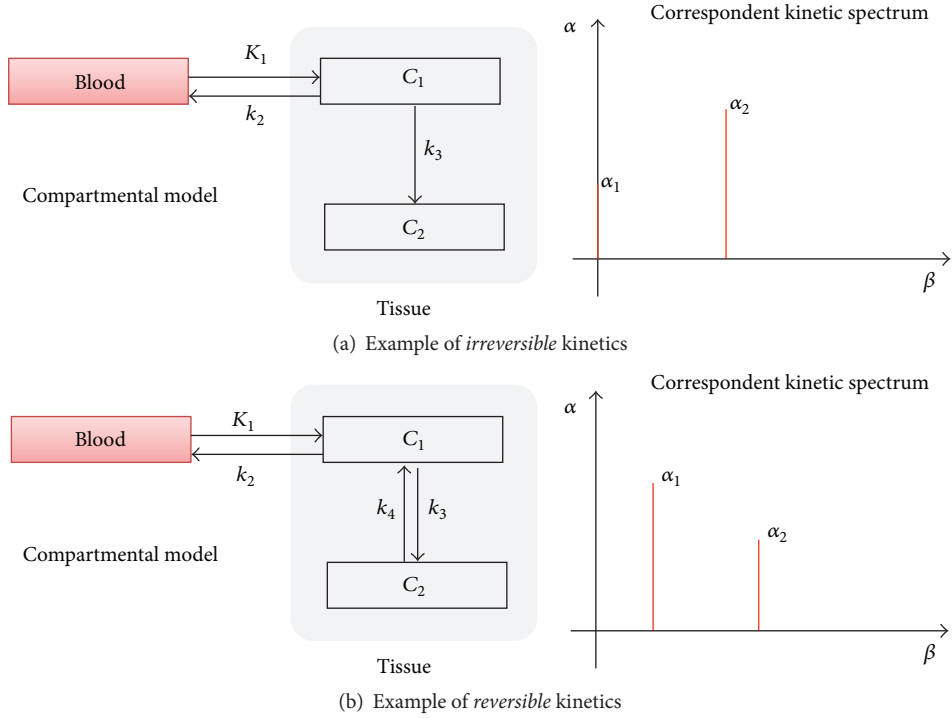 Correspondent kinetic spectrum
α
K₁
Blood
C₁
k₂
α₂
k₃
α₁
Compartmental model
C₂
β
Tissue
(a) Example of irreversible kinetics
Correspondent kinetic spectrum
α
K₁
Blood
C₁
k₂
α₁
k₄
k₃
α₂
Compartmental model
C₂
β
Tissue
(b) Example of reversible kinetics